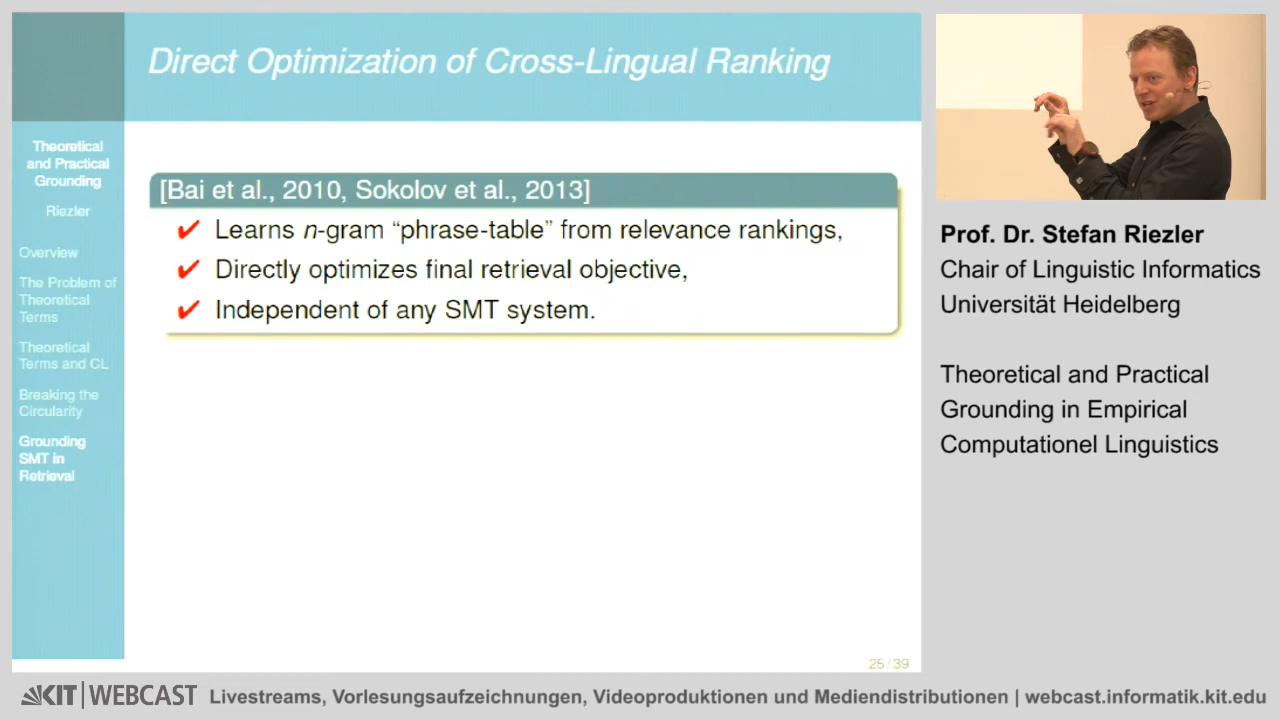 Direct Optimization of Cross-Lingual Ranking
Theoretical
and Practical
Grounding
Riezler
Overview
The Problem of
Theoretical
Terms
Theoretical
Terms and CL
Breaking the
Circularity
Grounding
SMT in
Retrieval
[Bai et al., 2010, Sokolov et al., 2013]
✔ Learns n-gram “phrase-table” from relevance rankings,
✔ Directly optimizes final retrieval objective,
✔ Independent of any SMT system.
25 / 39
Prof. Dr. Stefan Riezler
Chair of Linguistic Informatics
Universität Heidelberg
Theoretical and Practical
Grounding in Empirical
Computationel Linguistics
KIT | WEBCAST Livestreams, Vorlesungsaufzeichnungen, Videoproduktionen und Mediendistributionen | webcast.informatik.kit.edu